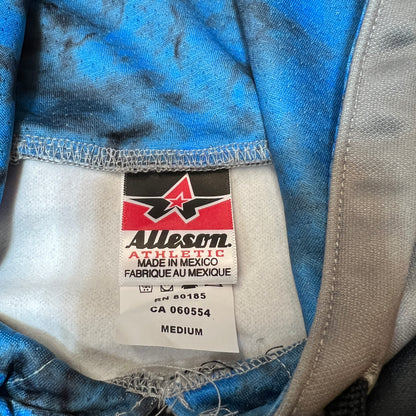 Alleson.
ATHLETIC
MADE IN MEXICO
FABRIQUE AU MEXIQUE
RN 80185
CA 060554
MEDIUM